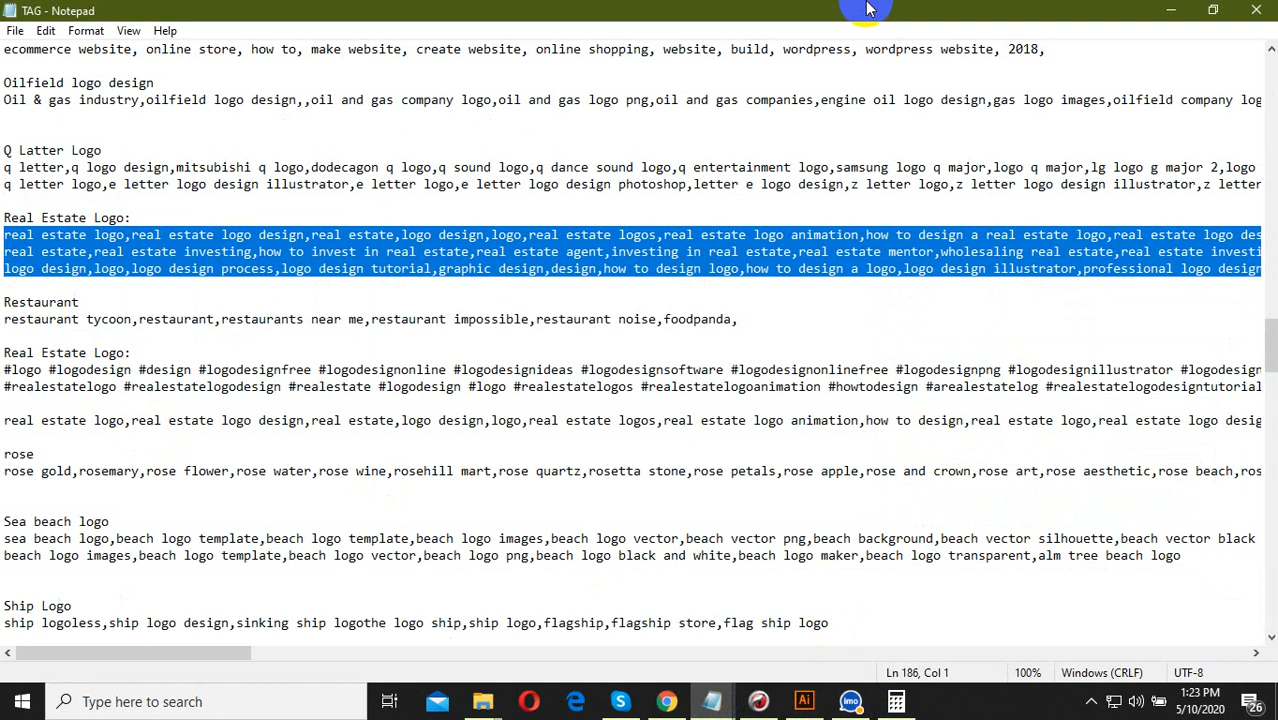 TAG - Notepad
File Edit Format View Help
ecommerce website, online store, how to, make website, create website, online shopping, website, build, wordpress, wordpress website, 2018,
Oilfield logo design
Oil & gas industry,oilfield logo design,,oil and gas company logo,oil and gas logo png,oil and gas companies,engine oil logo design,gas logo images,oilfield company log
Q Latter Logo
q letter,q logo design,mitsubishi q logo,dodecagon q logo,q sound logo,q dance sound logo,q entertainment logo,samsung logo q major,logo q major,lg logo g major 2,logo
q letter logo,e letter logo design illustrator,e letter logo,e letter logo design photoshop,letter e logo design,z letter logo,z letter logo design illustrator,z letter
Real Estate Logo:
real estate logo,real estate logo design,real estate,logo design,logo,real estate logos,real estate logo animation,how to design a real estate logo,real estate logo des
real estate,real estate investing,how to invest in real estate,real estate agent,investing in real estate,real estate mentor,wholesaling real estate,real estate investi
logo design,logo,logo design process,logo design tutorial,graphic design,design,how to design logo,how to design a logo,logo design illustrator,professional logo design
Restaurant
restaurant tycoon,restaurant,restaurants near me,restaurant impossible,restaurant noise,foodpanda,
Real Estate Logo:
#logo #logodesign #design #logodesignfree #logodesignonline #logodesignideas #logodesignsoftware #logodesignonlinefree #logodesignpng #logodesignillustrator #logodesign
#realestatelogo #realestatelogodesign #realestate #logodesign #logo #realestatelogos #realestatelogoanimation #howtodesign #arealestatelog #realestatelogodesigntutorial
real estate logo,real estate logo design,real estate,logo design,logo,real estate logos,real estate logo animation,how to design,real estate logo,real estate logo desig
rose
rose gold,rosemary,rose flower,rose water,rose wine,rosehill mart,rose quartz,rosetta stone,rose petals,rose apple,rose and crown,rose art,rose aesthetic,rose beach,ros
Sea beach logo
sea beach logo,beach logo template,beach logo template,beach logo images,beach logo vector,beach vector png,beach background,beach vector silhouette,beach vector black
beach logo images,beach logo template,beach logo vector,beach logo png,beach logo black and white,beach logo maker,beach logo transparent,alm tree beach logo
Ship Logo
ship logoless,ship logo design,sinking ship logothe logo ship,ship logo,flagship,flagship store,flag ship logo
Ln 186, Col 1 100% Windows (CRLF) UTF-8
Type here to search
Ai
imo
1:23 PM
5/10/2020
26